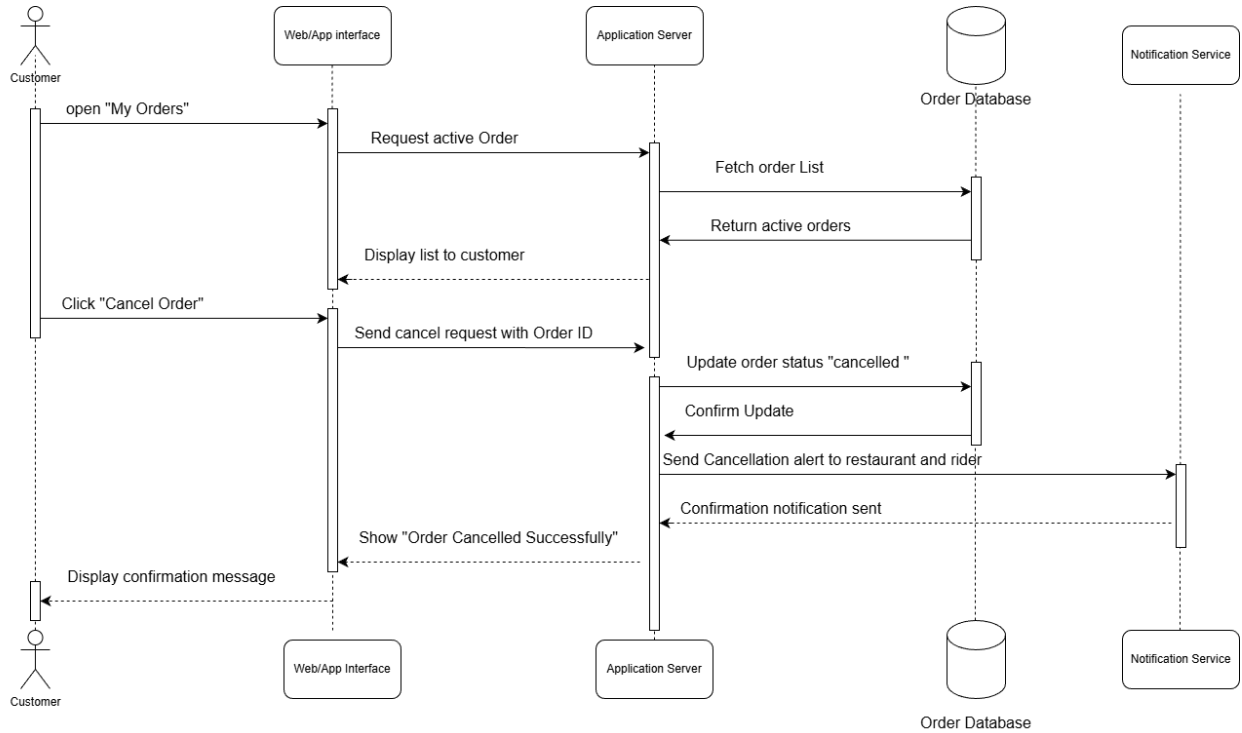 Web/App interface
Application Server
Notification Service
Customer
Order Database
open "My Orders"
Request active Order
Fetch order List
Return active orders
Display list to customer
Click "Cancel Order"
Send cancel request with Order ID
Update order status "cancelled "
Confirm Update
Send Cancellation alert to restaurant and rider
Confirmation notification sent
Show "Order Cancelled Successfully"
Display confirmation message
Web/App Interface
Application Server
Notification Service
Customer
Order Database